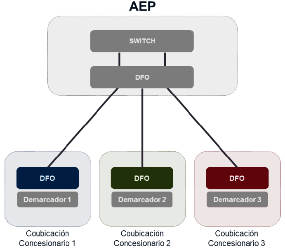 AEP
SWITCH
DFO
DFO
DFO
DFO
Demarcador 1
Demarcador 2
Demarcador 3
Coubicación
Concesionario 1
Coubicación
Concesionario 2
Coubicación
Concesionario 3